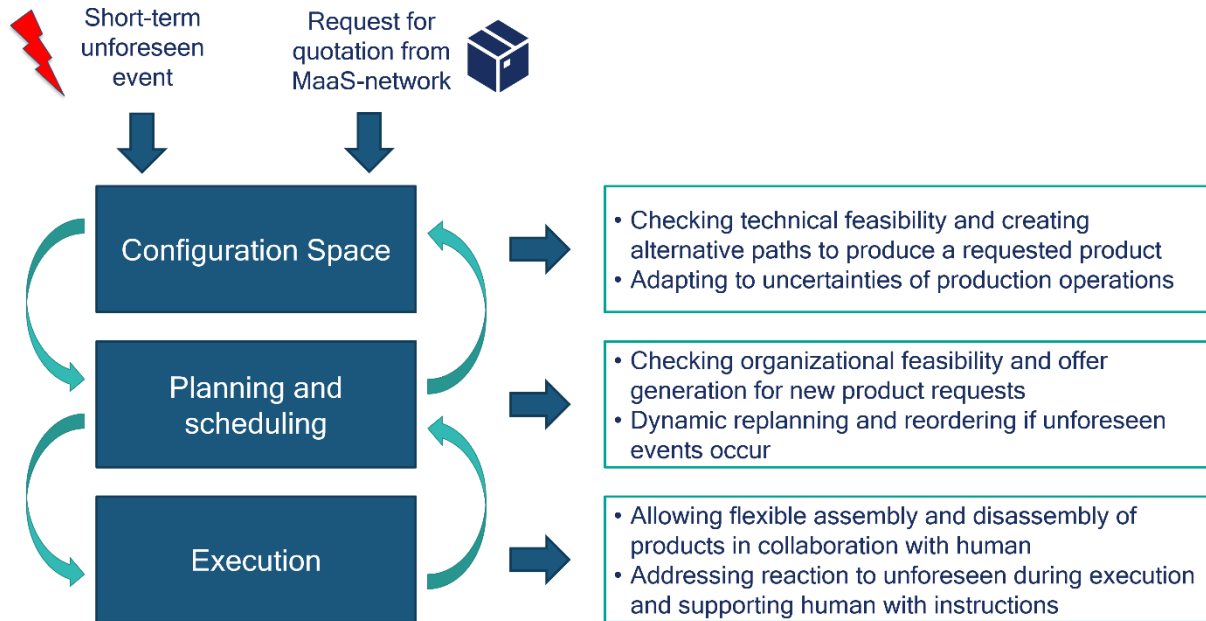 Short-term
unforeseen
event
Request for
quotation from
MaaS-network
Configuration Space
• Checking technical feasibility and creating
alternative paths to produce a requested product
• Adapting to uncertainties of production operations
Planning and
scheduling
• Checking organizational feasibility and offer
generation for new product requests
• Dynamic replanning and reordering if unforeseen
events occur
Execution
• Allowing flexible assembly and disassembly of
products in collaboration with human
• Addressing reaction to unforeseen during execution
and supporting human with instructions